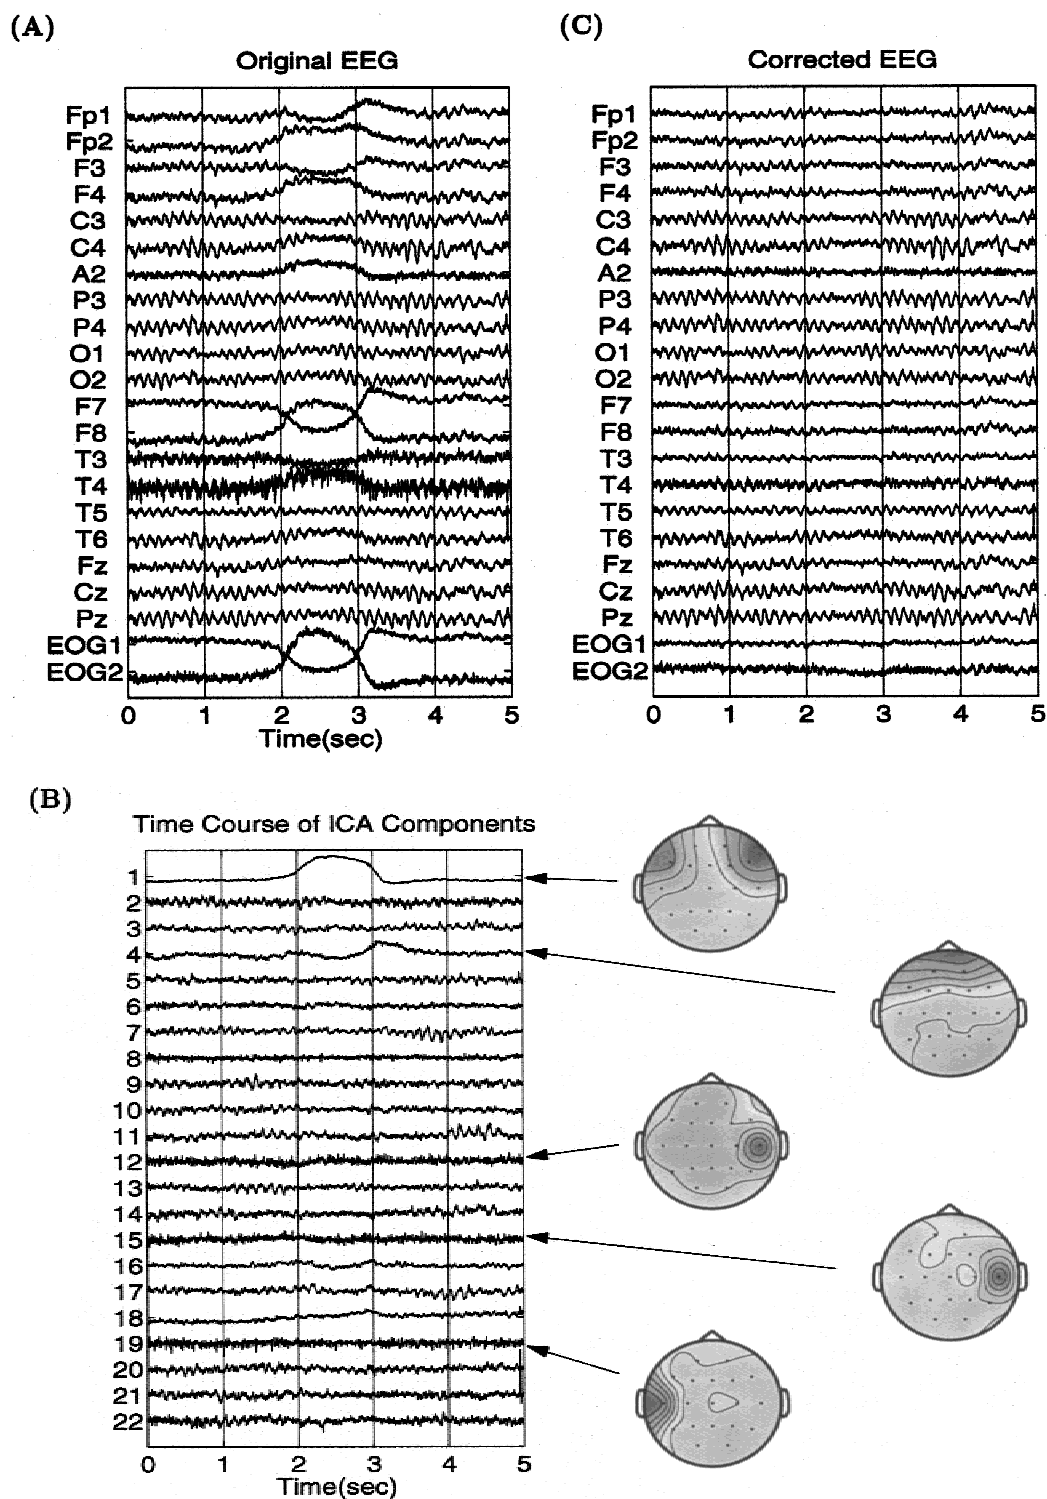 (A)
Original EEG
Fp1
Fp2
F3
F4
C3
C4
A2
P3
P4
O1
O2
F7
F8
T3
T4
T5
T6
Fz
Cz
Pz
EOG1
EOG2
0 1 2 3 4 5
Time(sec)
(C)
Corrected EEG
Fp1
Fp2
F3
F4
C3
C4
A2
P3
P4
O1
O2
F7
F8
T3
T4
T5
T6
Fz
Cz
Pz
EOG1
EOG2
0 1 2 3 4 5
Time(sec)
(B)
Time Course of ICA Components
1
2
3
4
5
6
7
8
9
10
11
12
13
14
15
16
17
18
19
20
21
22
0 1 2 3 4 5
Time(sec)